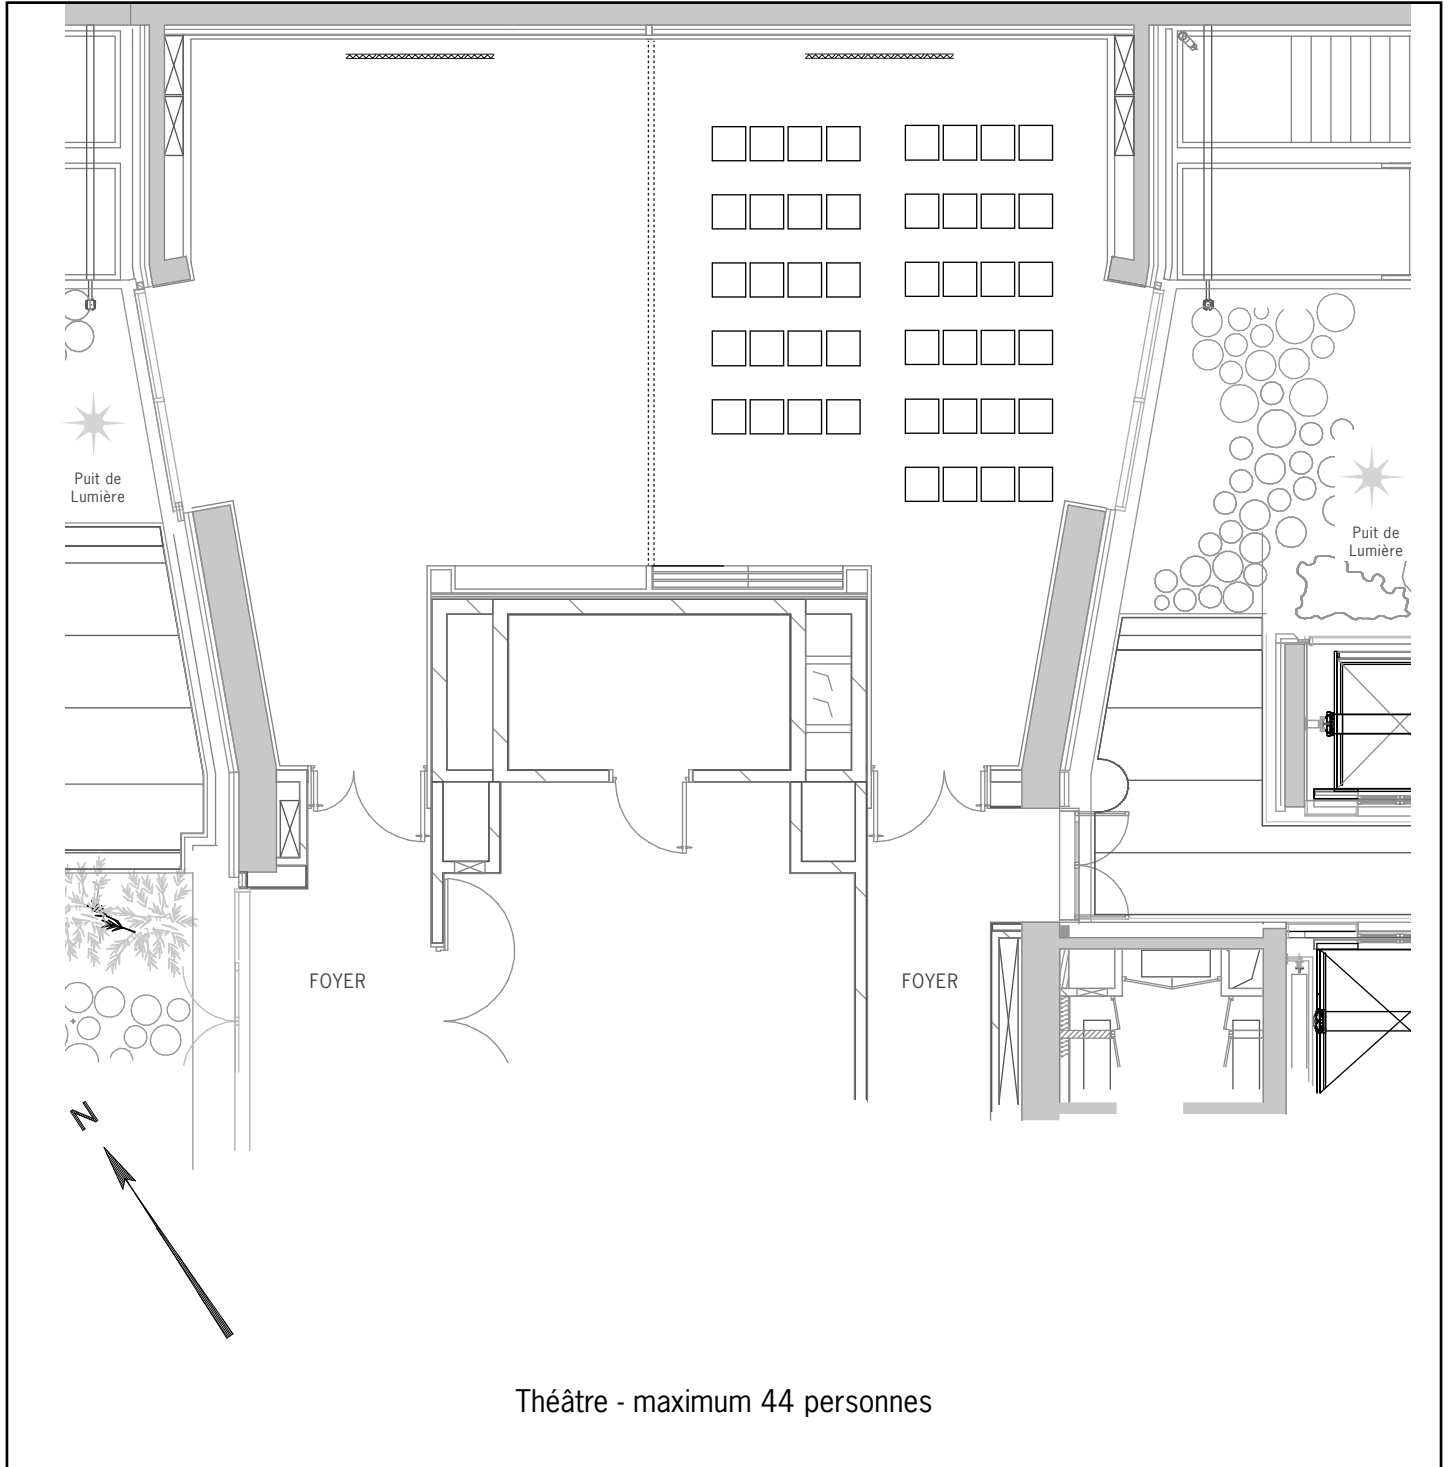 Puit de
Lumière
Puit de
Lumière
FOYER
FOYER
N
Théâtre - maximum 44 personnes